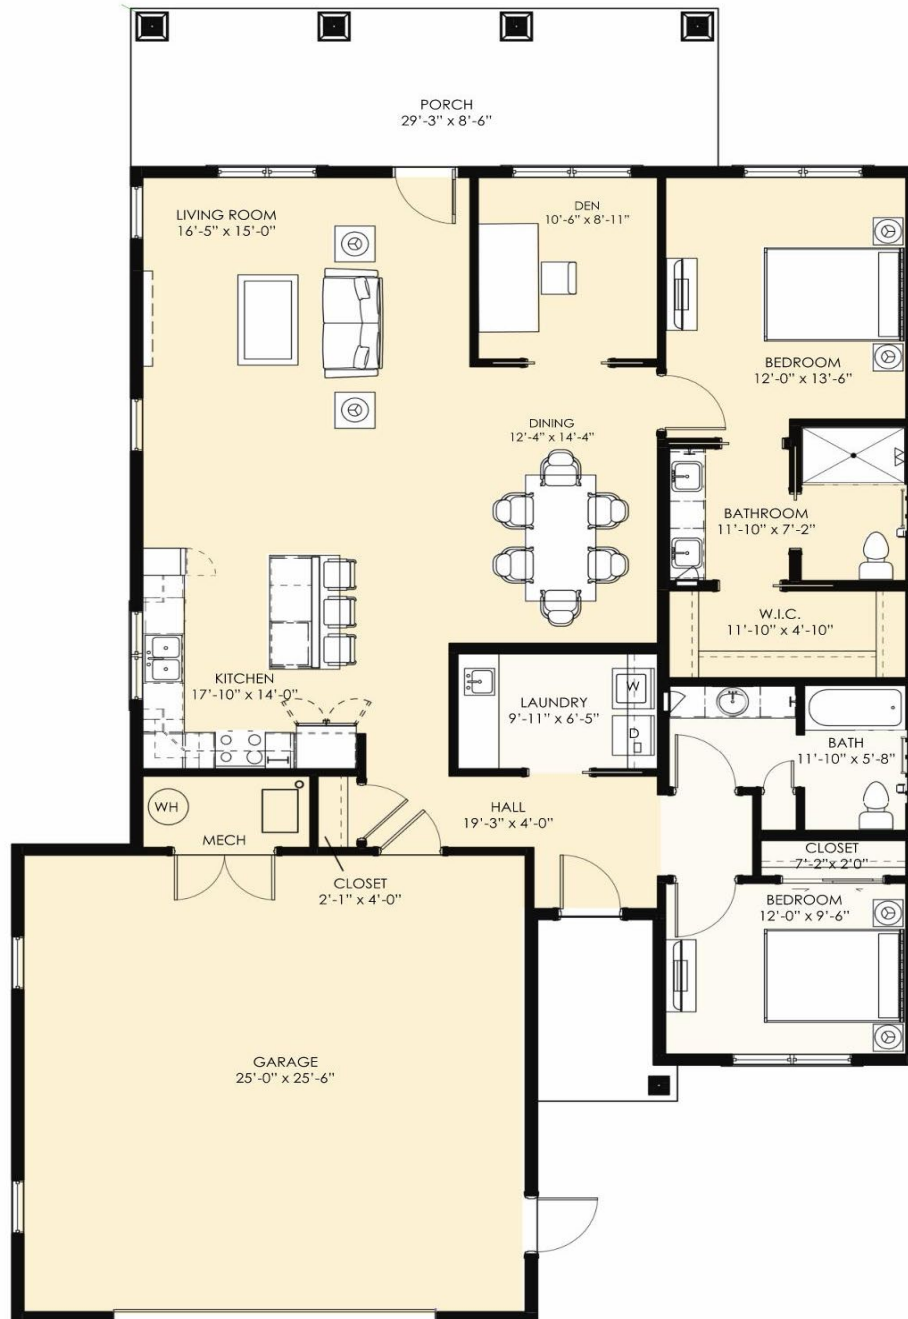 PORCH
29'-3" x 8'-6"
LIVING ROOM
16'-5" x 15'-0"
DEN
10'-6" x 8'-11"
BEDROOM
12'-0" x 13'-6"
DINING
12'-4" x 14'-4"
BATHROOM
11'-10" x 7'-2"
W.I.C.
11'-10" x 4'-10"
KITCHEN
17'-10" x 14'-0"
LAUNDRY
9'-11" x 6'-5"
W
D
BATH
11'-10" x 5'-8"
WH
MECH
HALL
19'-3" x 4'-0"
CLOSET
7'-2" x 2'0"
CLOSET
2'-1" x 4'-0"
BEDROOM
12'-0" x 9'-6"
GARAGE
25'-0" x 25'-6"